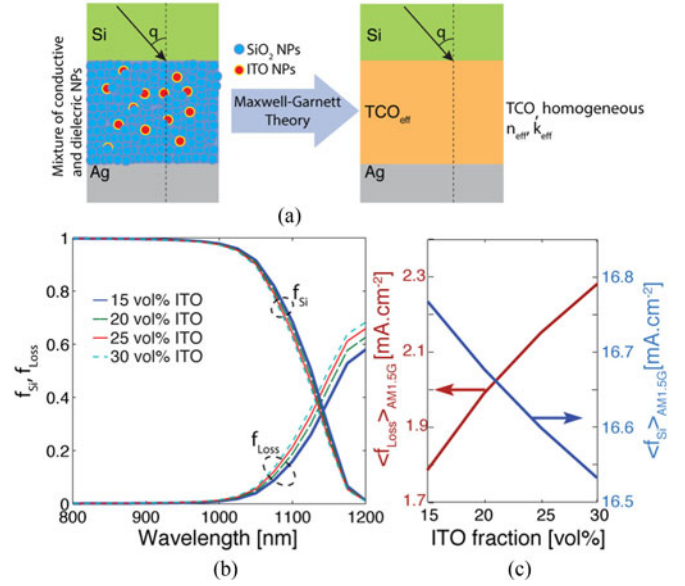 Si
q
Mixture of conductive
and dielecric NPs
Ag
SiO2 NPs
ITO NPs
Maxwell-Garnett
Theory
Si
q
TCOeff
TCO, homogeneous
neff, keff
(a)
fSi, fLoss
1
0.8
0.6
0.4
0.2
0
15 vol% ITO
20 vol% ITO
25 vol% ITO
30 vol% ITO
fSi
fLoss
800
900
1000
1100
1200
Wavelength [nm]
(b)
<fLoss>AM1.5G [mA.cm-2]
2.3
2.1
1.9
1.7
<fSi>AM1.5G [mA.cm-2]
16.8
16.7
16.6
16.5
15
20
25
30
ITO fraction [vol%]
(c)
Ag